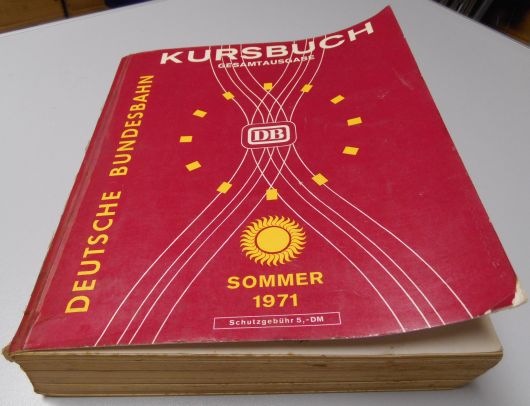 KURSBUCH
GESAMTAUSGABE
DEUTSCHE BUNDESBAHN
DB
SOMMER
1971
Schutzgebühr 5,-DM